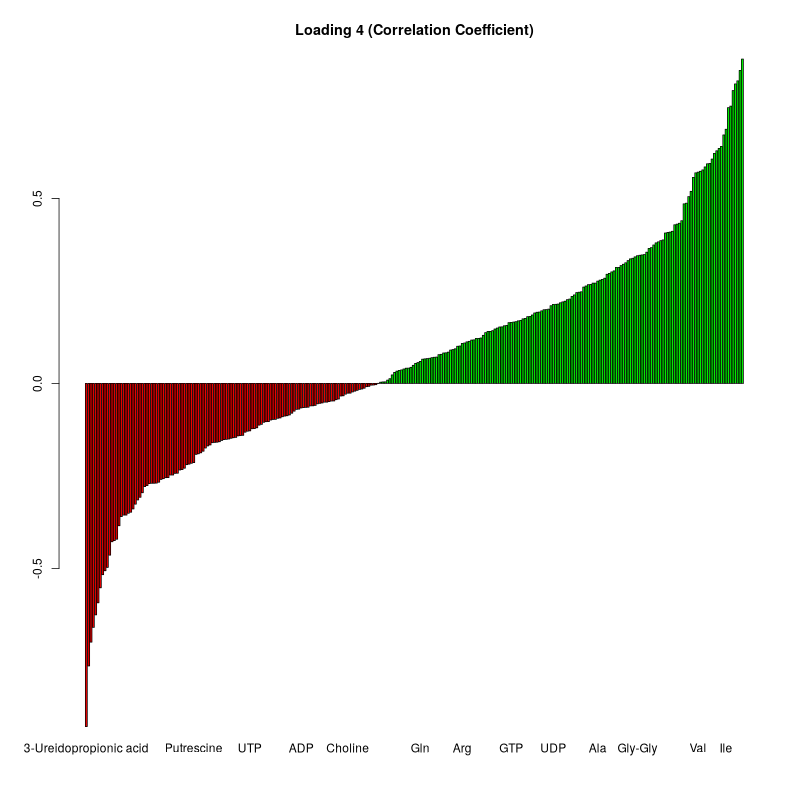 Loading 4 (Correlation Coefficient)
0.5
0.0
-0.5
3-Ureidopropionic acid Putrescine UTP ADP Choline Gln Arg GTP UDP Ala Gly-Gly Val Ile